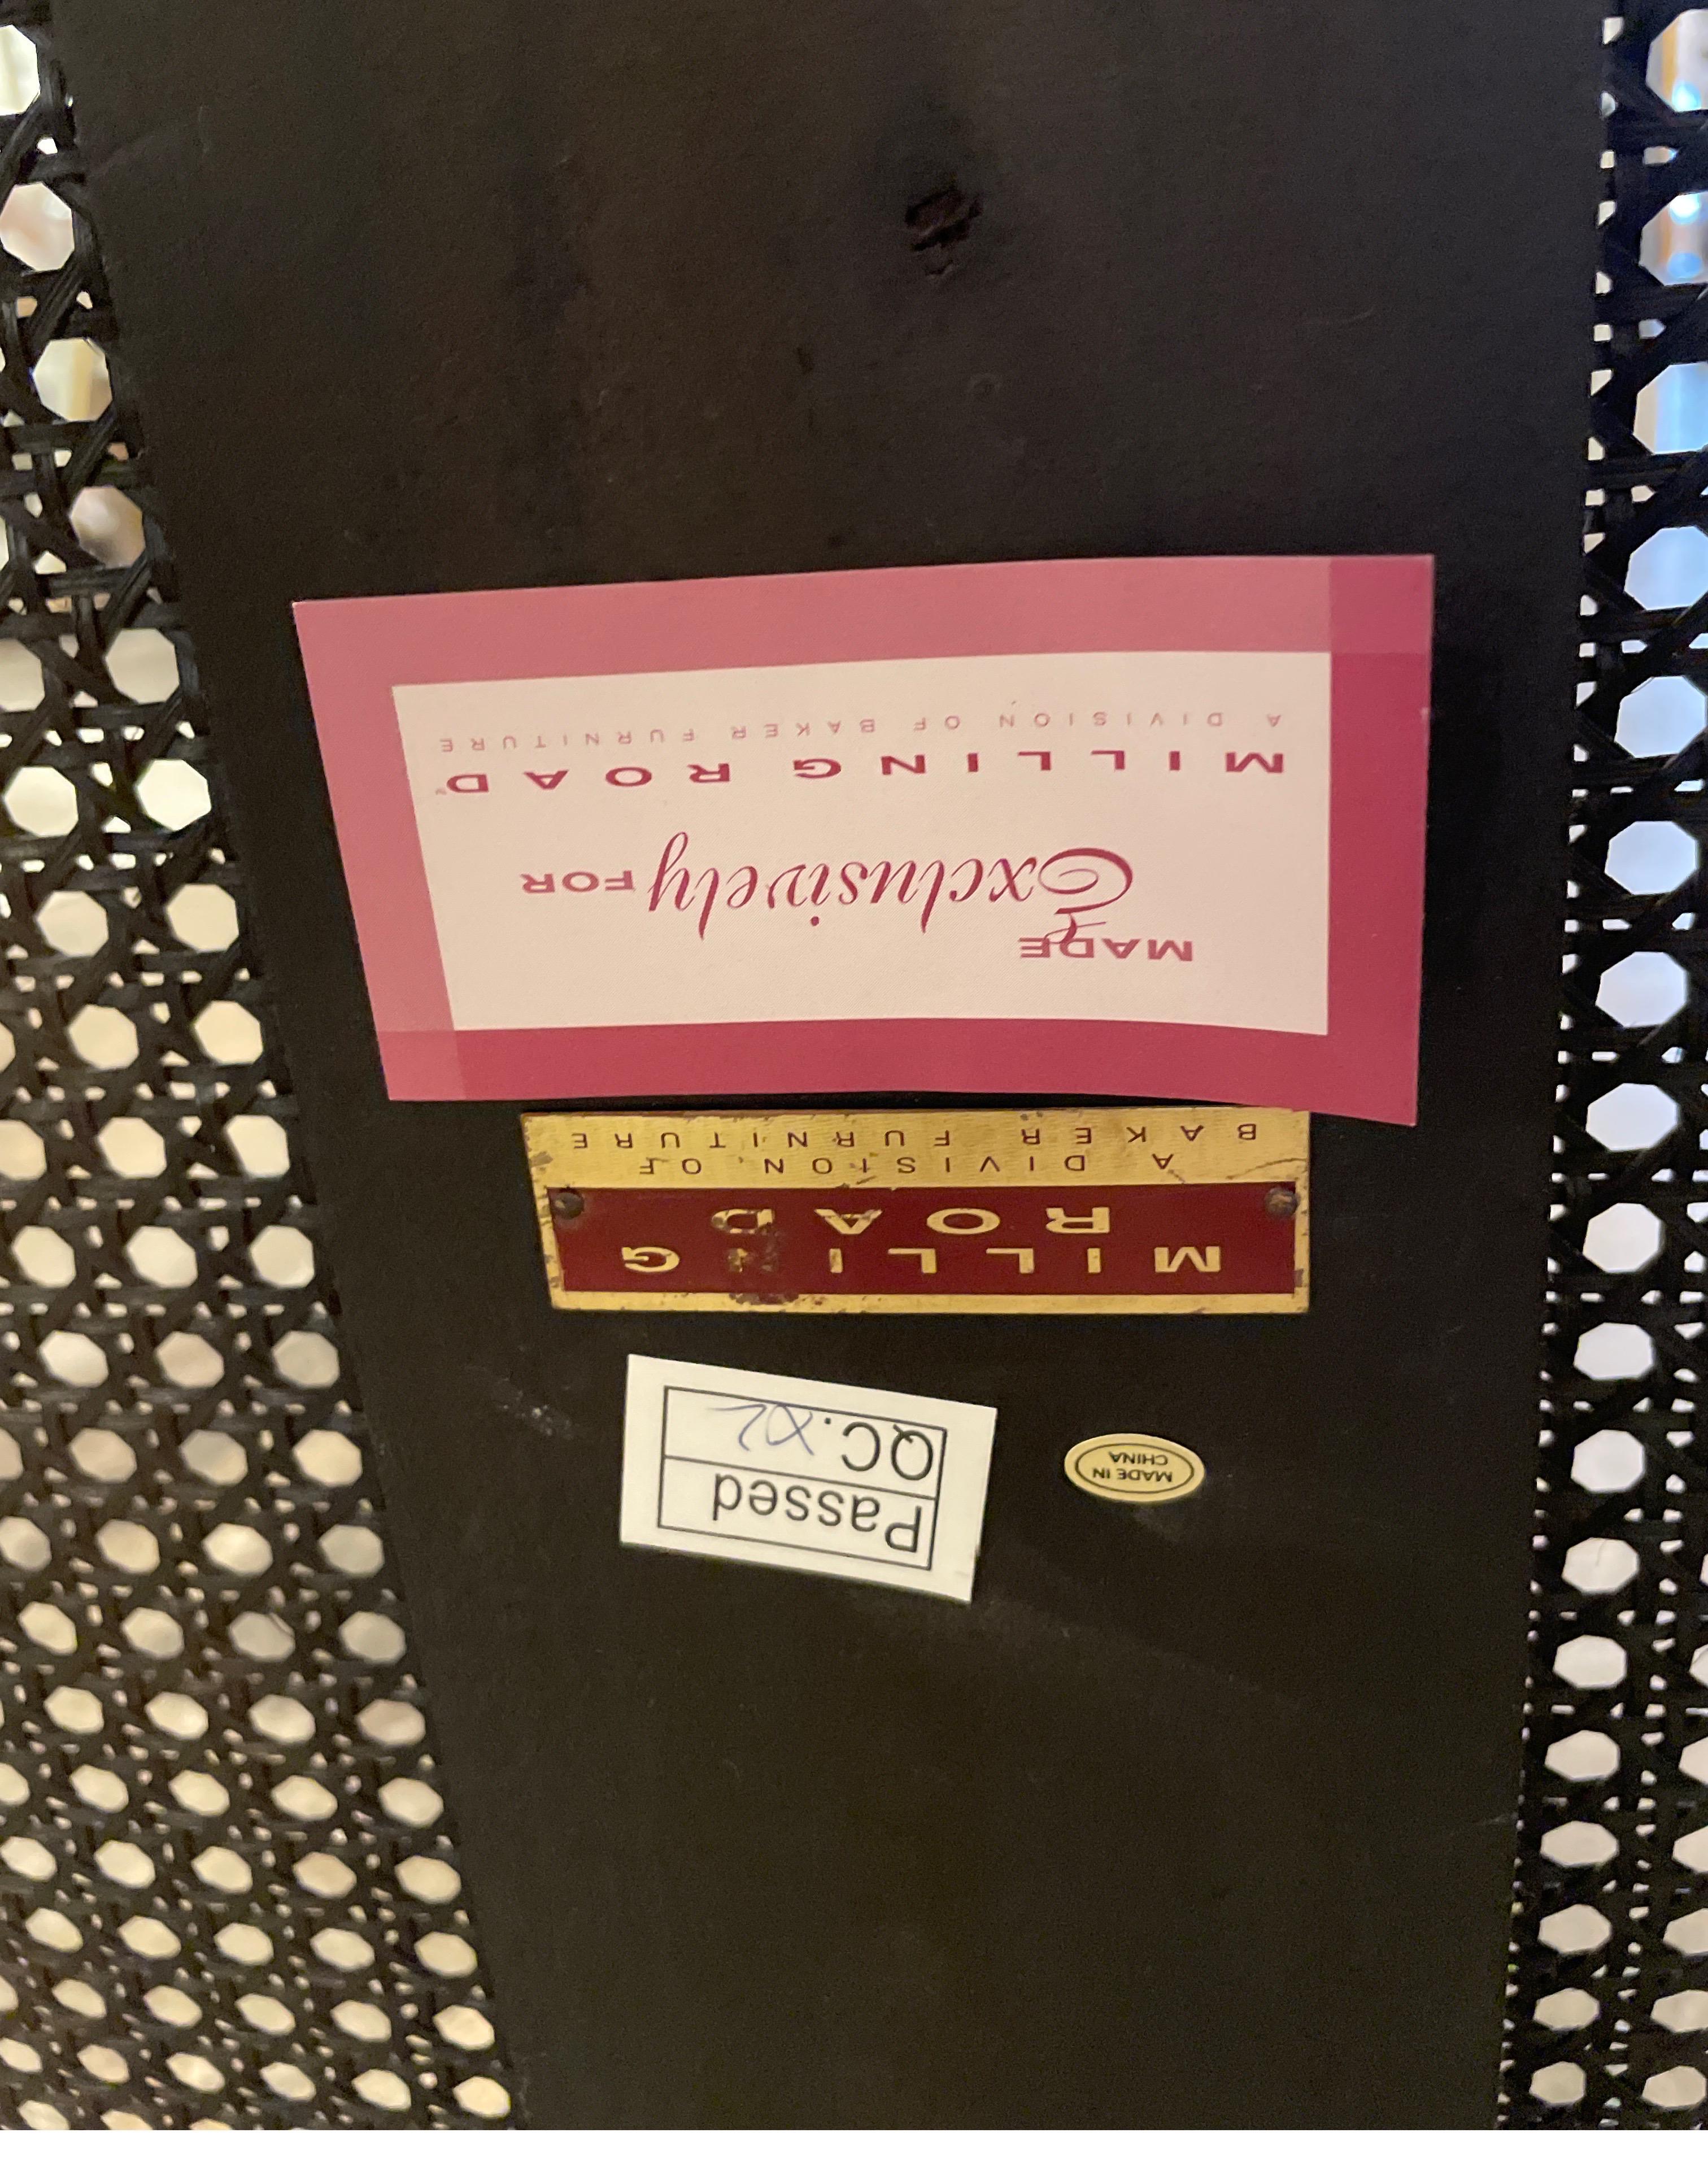 MADE
Exclusively FOR
MILLING ROAD™
A DIVISION OF BAKER FURNITURE
MILLING
ROAD
A DIVISION OF
BAKER FURNITURE
MADE IN
CHINA
Passed
QC.